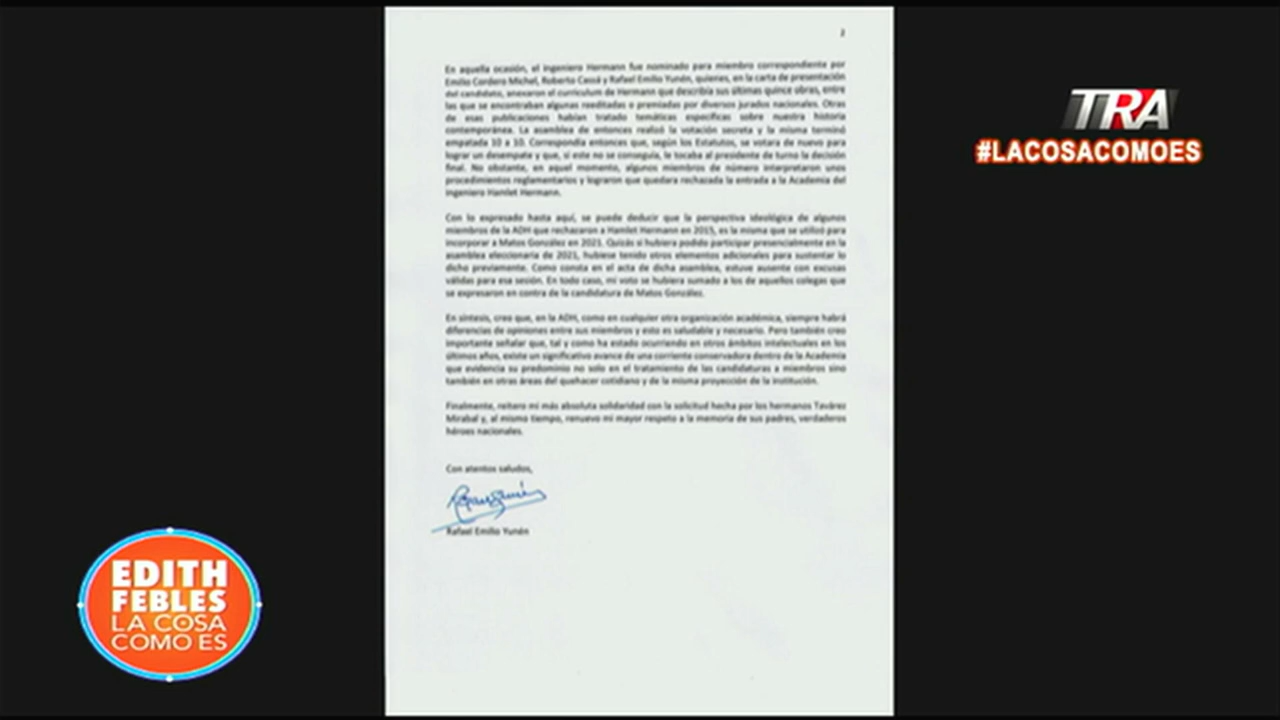 2
En aquella ocasión, el ingeniero Hermann fue nominado para miembro correspondiente por
Emilio Cordero Michel, Roberto Cassá y Rafael Emilio Yunén, quienes, en la carta de presentación
del candidato, anexaron el curriculum de Hermann que describía sus últimas quince obras, entre
las que se encontraban algunas reeditadas o premiadas por diversos jurados nacionales. Otras
de esas publicaciones habían tratado temáticas específicas sobre nuestra historia
contemporánea. La asamblea de entonces realizó la votación secreta y la misma terminó
empatada 10 a 10. Correspondía entonces que, según los Estatutos, se votara de nuevo para
lograr un desempate y que, si este no se conseguía, le tocaba al presidente de turno la decisión
final. No obstante, en aquel momento, algunos miembros de número interpretaron unos
procedimientos reglamentarios y lograron que quedara rechazada la entrada a la Academia del
ingeniero Hamlet Hermann.
Con lo expresado hasta aquí, se puede deducir que la perspectiva ideológica de algunos
miembros de la ADH que rechazaron a Hamlet Hermann en 2015, es la misma que se utilizó para
incorporar a Matos González en 2021. Quizás si hubiera podido participar presencialmente en la
asamblea eleccionaria de 2021, hubiese tenido otros elementos adicionales para sustentar lo
dicho previamente. Como consta en el acta de dicha asamblea, estuve ausente con excusas
válidas para esa sesión. En todo caso, mi voto se hubiera sumado a los de aquellos colegas que
se expresaron en contra de la candidatura de Matos González.
En síntesis, creo que, en la ADH, como en cualquier otra organización académica, siempre habrá
diferencias de opiniones entre sus miembros y esto es saludable y necesario. Pero también creo
importante señalar que, tal y como ha estado ocurriendo en otros ámbitos intelectuales en los
últimos años, existe un significativo avance de una corriente conservadora dentro de la Academia
que evidencia su predominio no solo en el tratamiento de las candidaturas a miembros sino
también en otras áreas del quehacer cotidiano y de la misma proyección de la institución.
Finalmente, reitero mi más absoluta solidaridad con la solicitud hecha por los hermanos Tavárez
Mirabal y, al mismo tiempo, renuevo mi mayor respeto a la memoria de sus padres, verdaderos
héroes nacionales.
Con atentos saludos,
Rafael Emilio Yunén
TRA
#LACOSACOMOES
EDITH
FEBLES
LA COSA
COMO ES